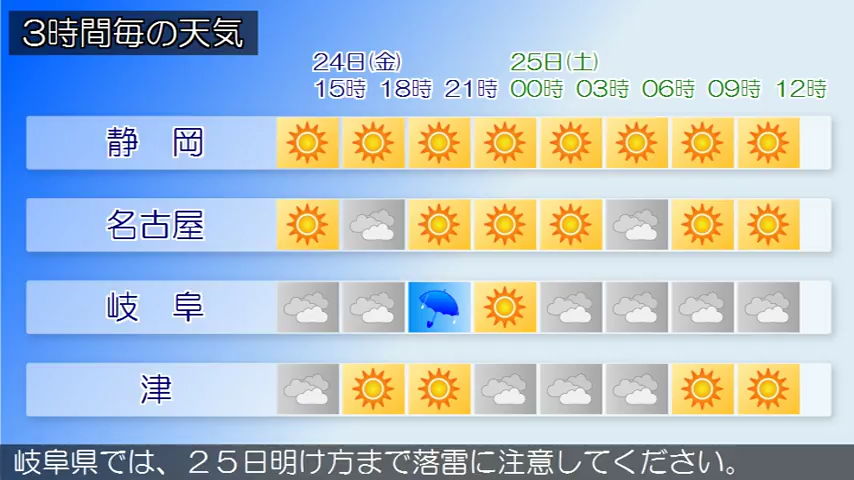 3時間毎の天気
24日(金) 25日(土)
15時 18時 21時 00時 03時 06時 09時 12時
静 岡
名古屋
岐 阜
津
岐阜県では、25日明け方まで落雷に注意してください。